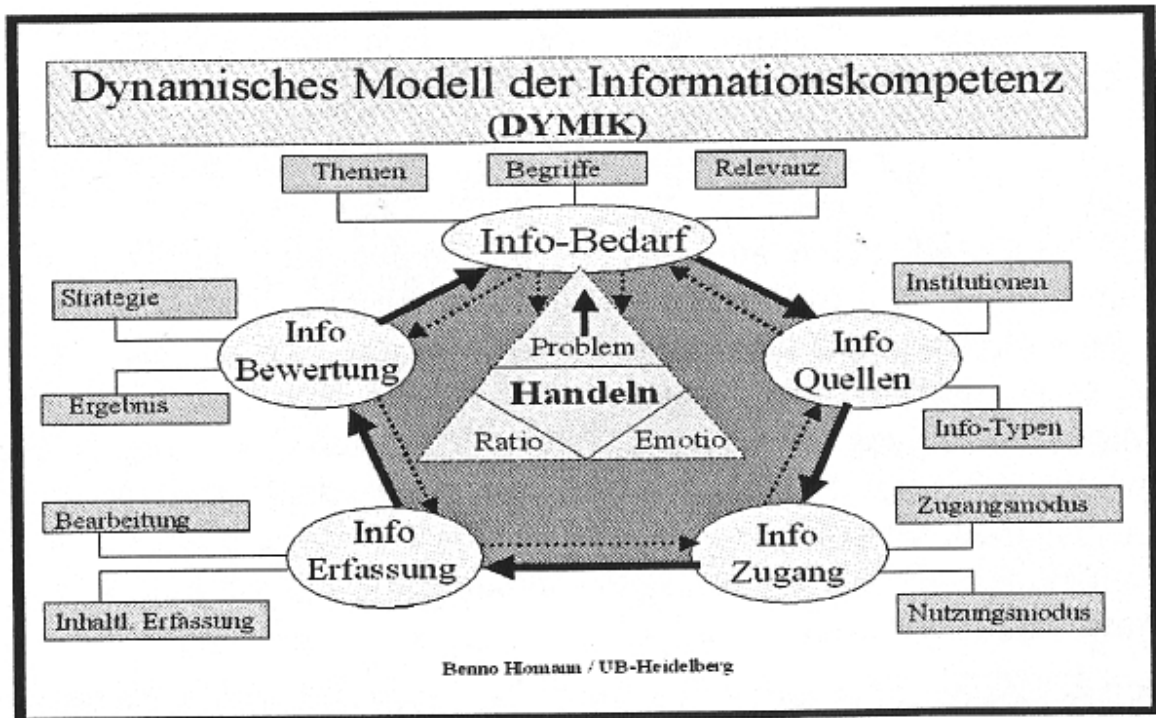 Dynamisches Modell der Informationskompetenz
(DYMIK)
Themen
Begriffe
Relevanz
Info-Bedarf
Strategie
Info
Bewertung
Ergebnis
Institutionen
Info
Quellen
Info-Typen
Problem
Handeln
Ratio
Emotio
Bearbeitung
Info
Erfassung
Inhaltl. Erfassung
Zugangsmodus
Info
Zugang
Nutzungsmodus
Benno Homann / UB-Heidelberg